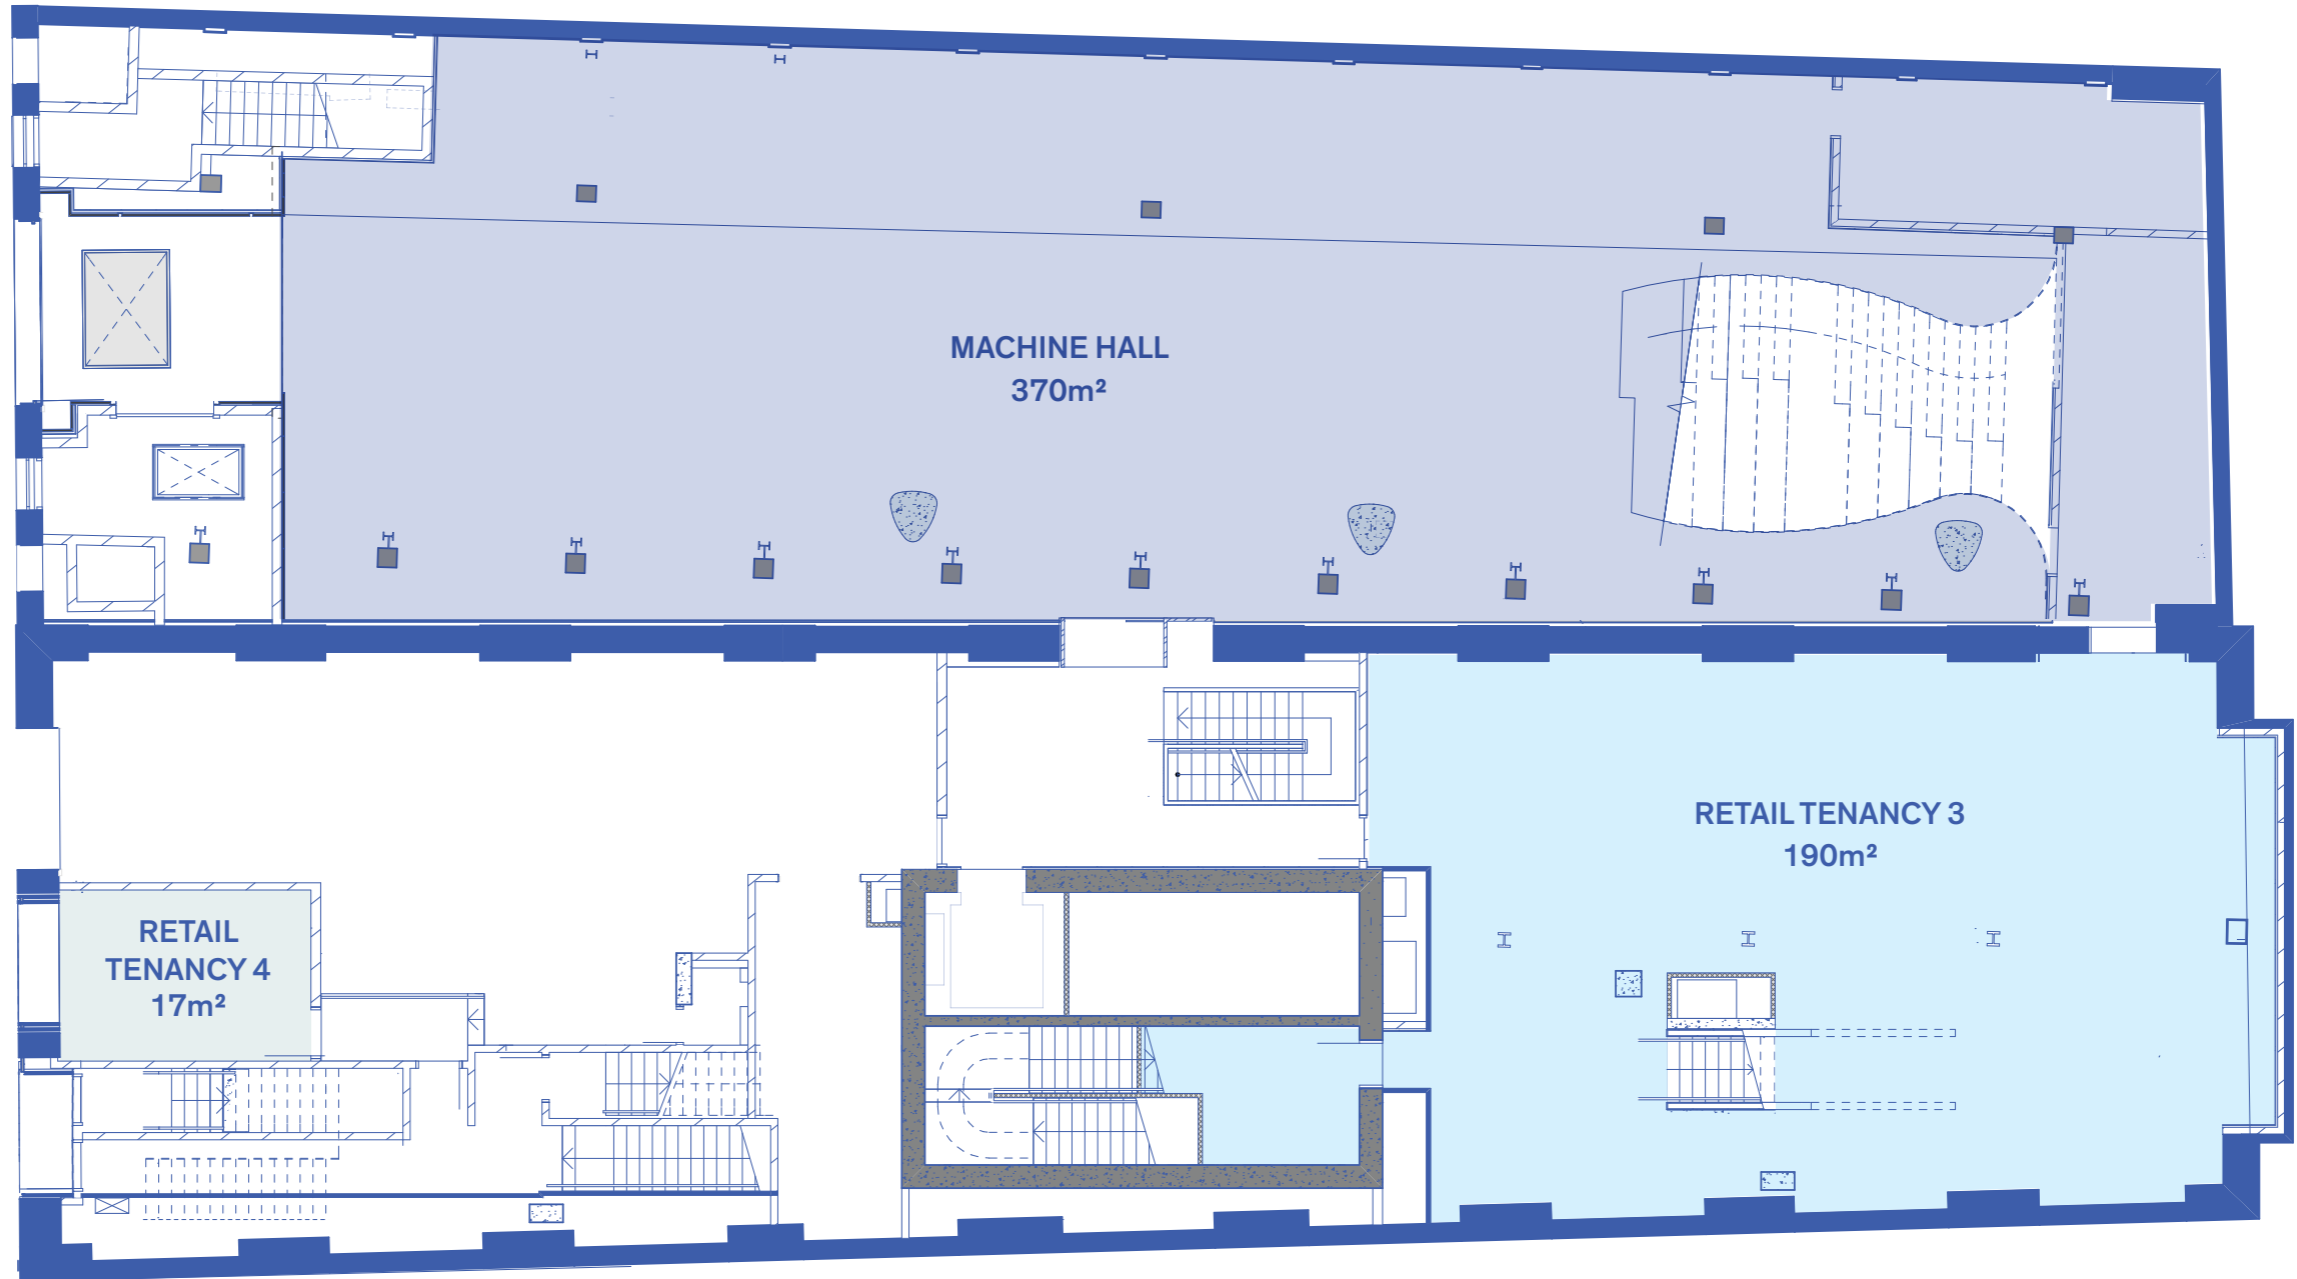 MACHINE HALL
370m²
RETAIL TENANCY 3
190m²
RETAIL
TENANCY 4
17m²